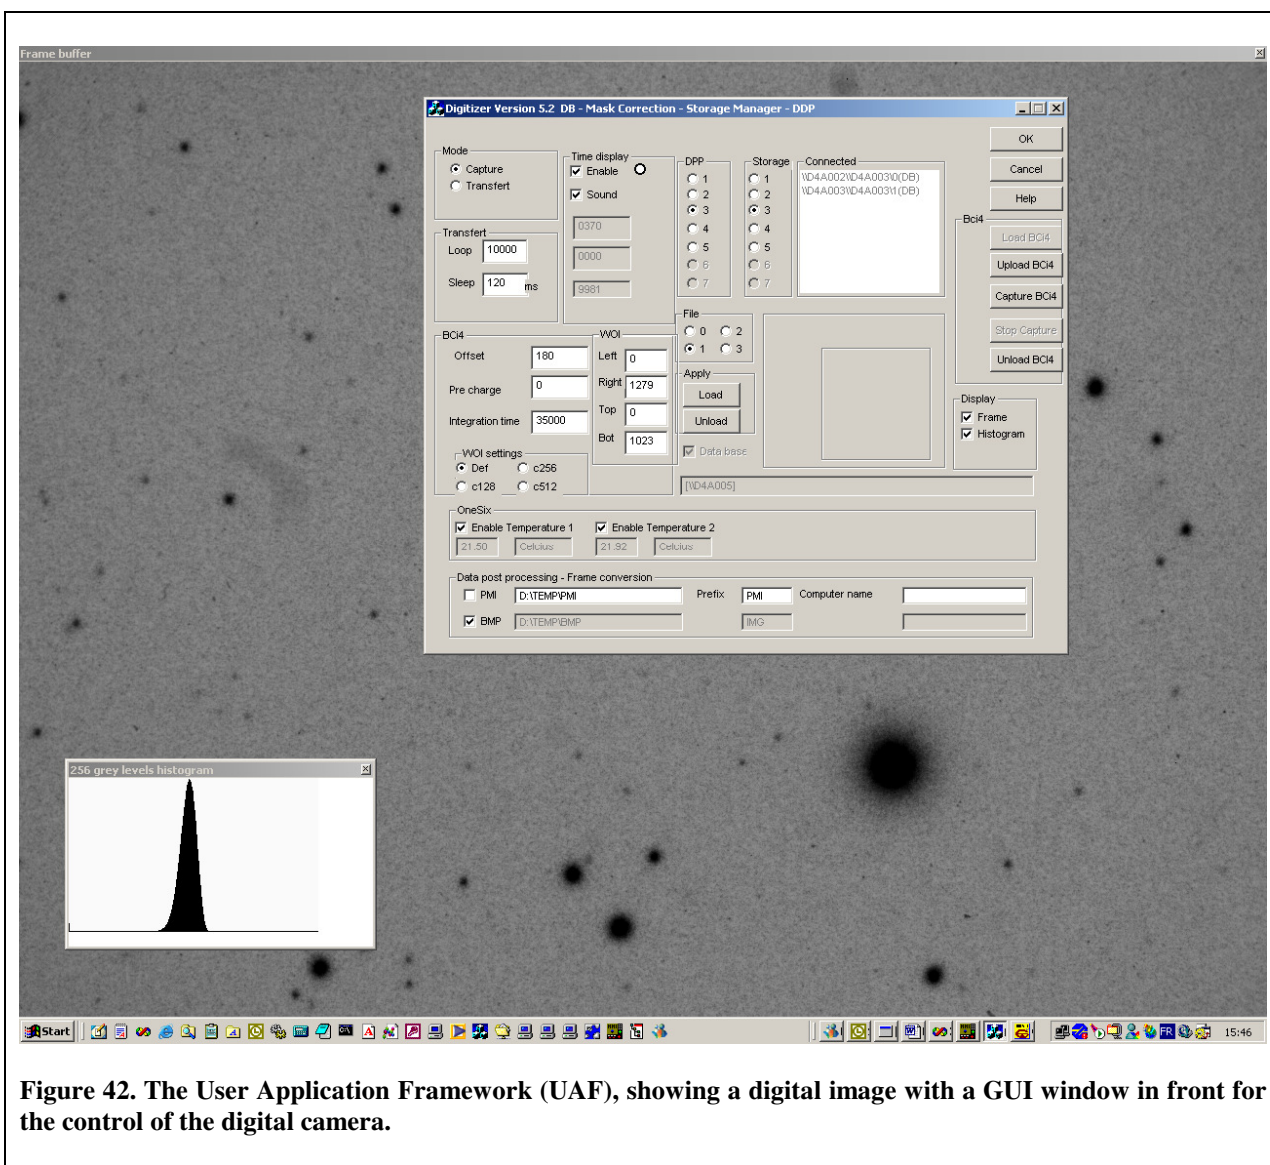 Frame buffer
Digitizer Version 5.2 DB - Mask Correction - Storage Manager - DDP
OK
Cancel
Help
Mode
Capture
Transfert
Time display
Enable
Sound
0370
0000
9981
DPP
1
2
3
4
5
6
7
Storage
1
2
3
4
5
6
7
Connected
\\D4A002\\D4A003\0(DB)
\\D4A003\\D4A003\1(DB)
Transfert
Loop 10000
Sleep 120 ms
Bci4
Load BCi4
Upload BCi4
Capture BCi4
Stop Capture
Unload BCI4
BCi4
Offset 180
Pre charge 0
Integration time 35000
WOI
Left 0
Right 1279
Top 0
Bot 1023
WOI settings
Def c256
c128 c512
File
0 2
1 3
Apply
Load
Unload
Data base
[\\D4A005]
Display
Frame
Histogram
OneSix
Enable Temperature 1 Enable Temperature 2
21.50 Celcius 21.92 Celcius
Data post processing - Frame conversion
PMI D:\TEMP\PMI Prefix PMI Computer name
BMP D:\TEMP\BMP IMG
256 grey levels histogram
Start
FR
15:46
Figure 42. The User Application Framework (UAF), showing a digital image with a GUI window in front for
the control of the digital camera.